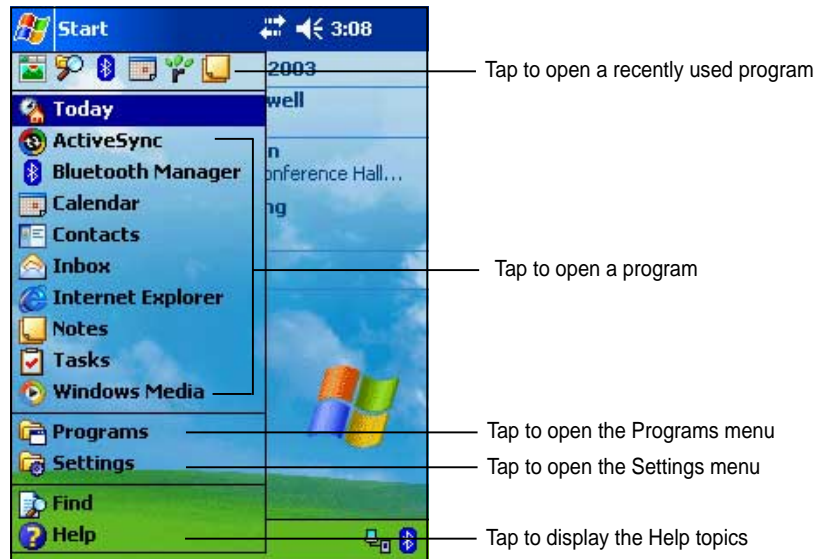 Start 3:08
2003
Tap to open a recently used program
well
Today
ActiveSync
n
Bluetooth Manager
onference Hall...
Calendar
ng
Contacts
Inbox
Tap to open a program
Internet Explorer
Notes
Tasks
Windows Media
Programs
Tap to open the Programs menu
Settings
Tap to open the Settings menu
Find
Help
Tap to display the Help topics